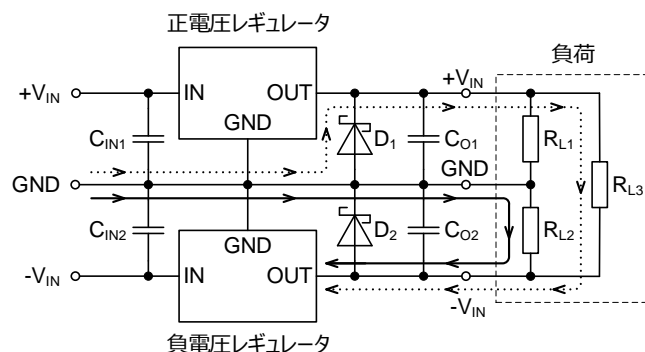 正電圧レギュレータ
負荷
+VIN
IN
OUT
+VIN
GND
CIN1
D1
CO1
RL1
GND
GND
RL3
CIN2
GND
D2
CO2
RL2
-VIN
IN
OUT
-VIN
負電圧レギュレータ